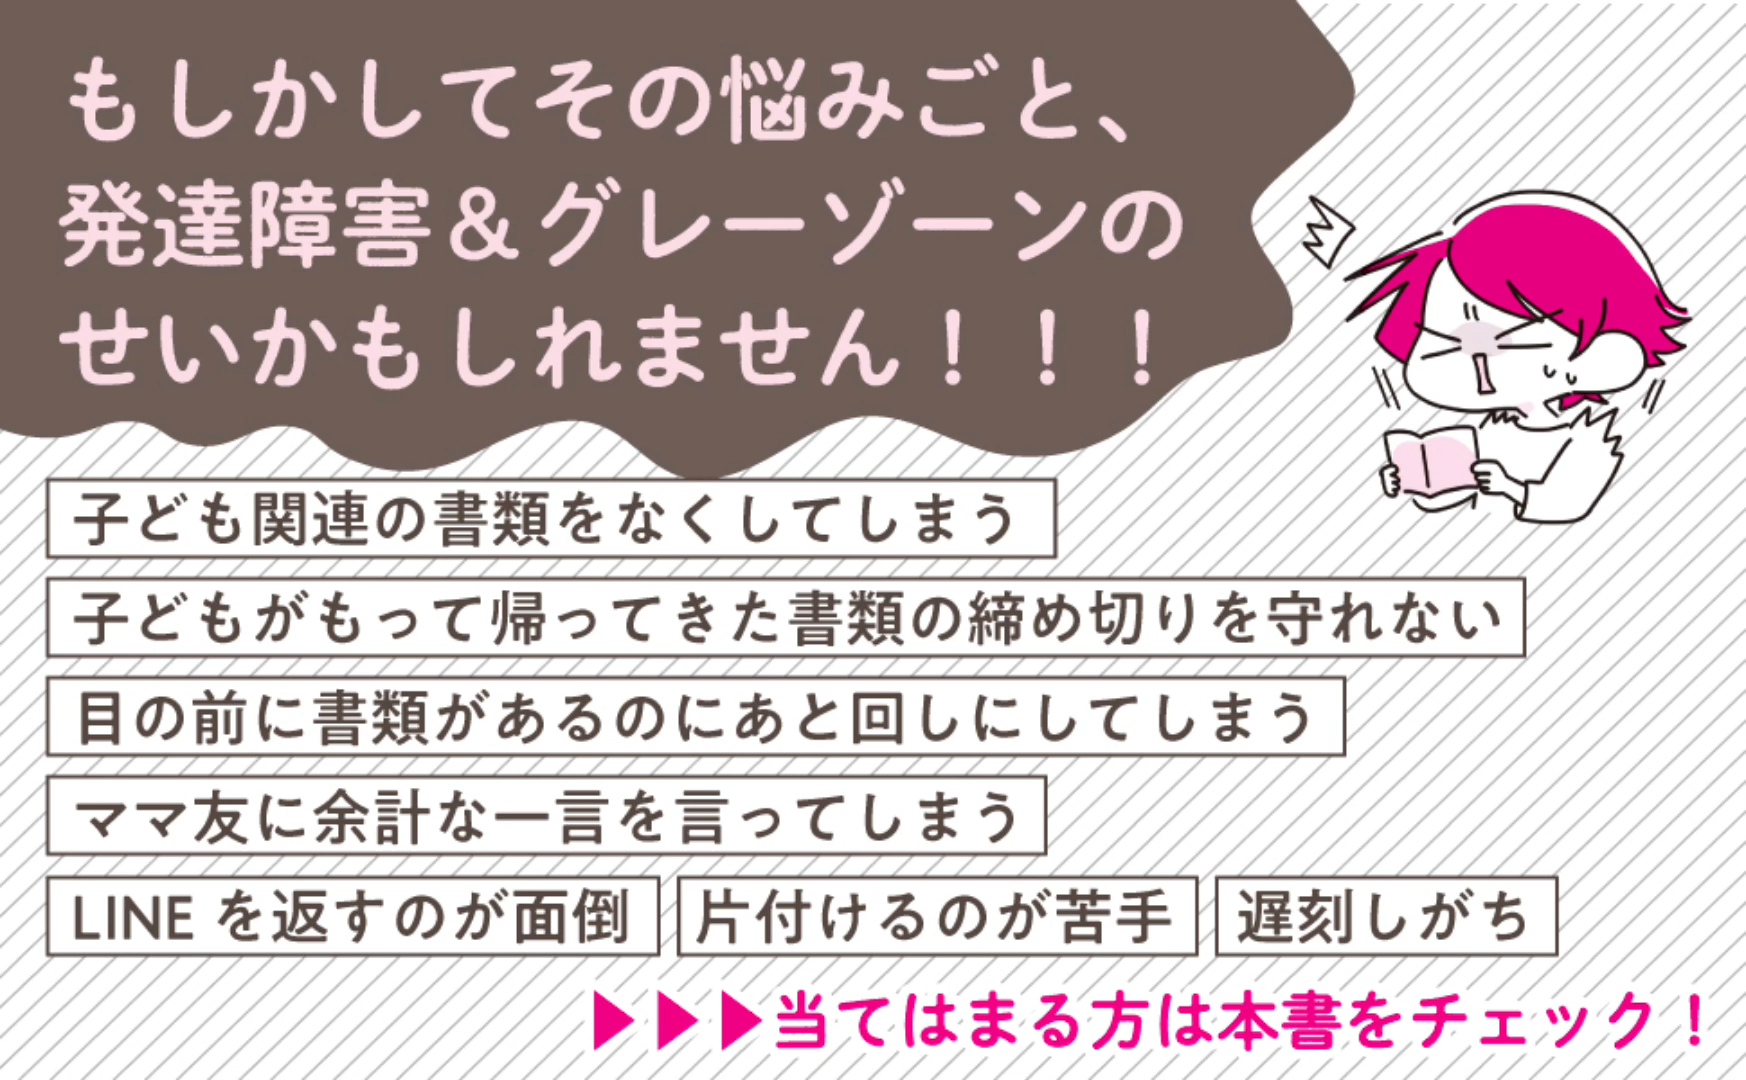 もしかしてその悩みごと、
発達障害＆グレーゾーンの
せいかもしれません！！！
子ども関連の書類をなくしてしまう
子どもがもって帰ってきた書類の締め切りを守れない
目の前に書類があるのにあと回しにしてしまう
ママ友に余計な一言を言ってしまう
LINE を返すのが面倒 片付けるのが苦手 遅刻しがち
▶▶▶当てはまる方は本書をチェック！